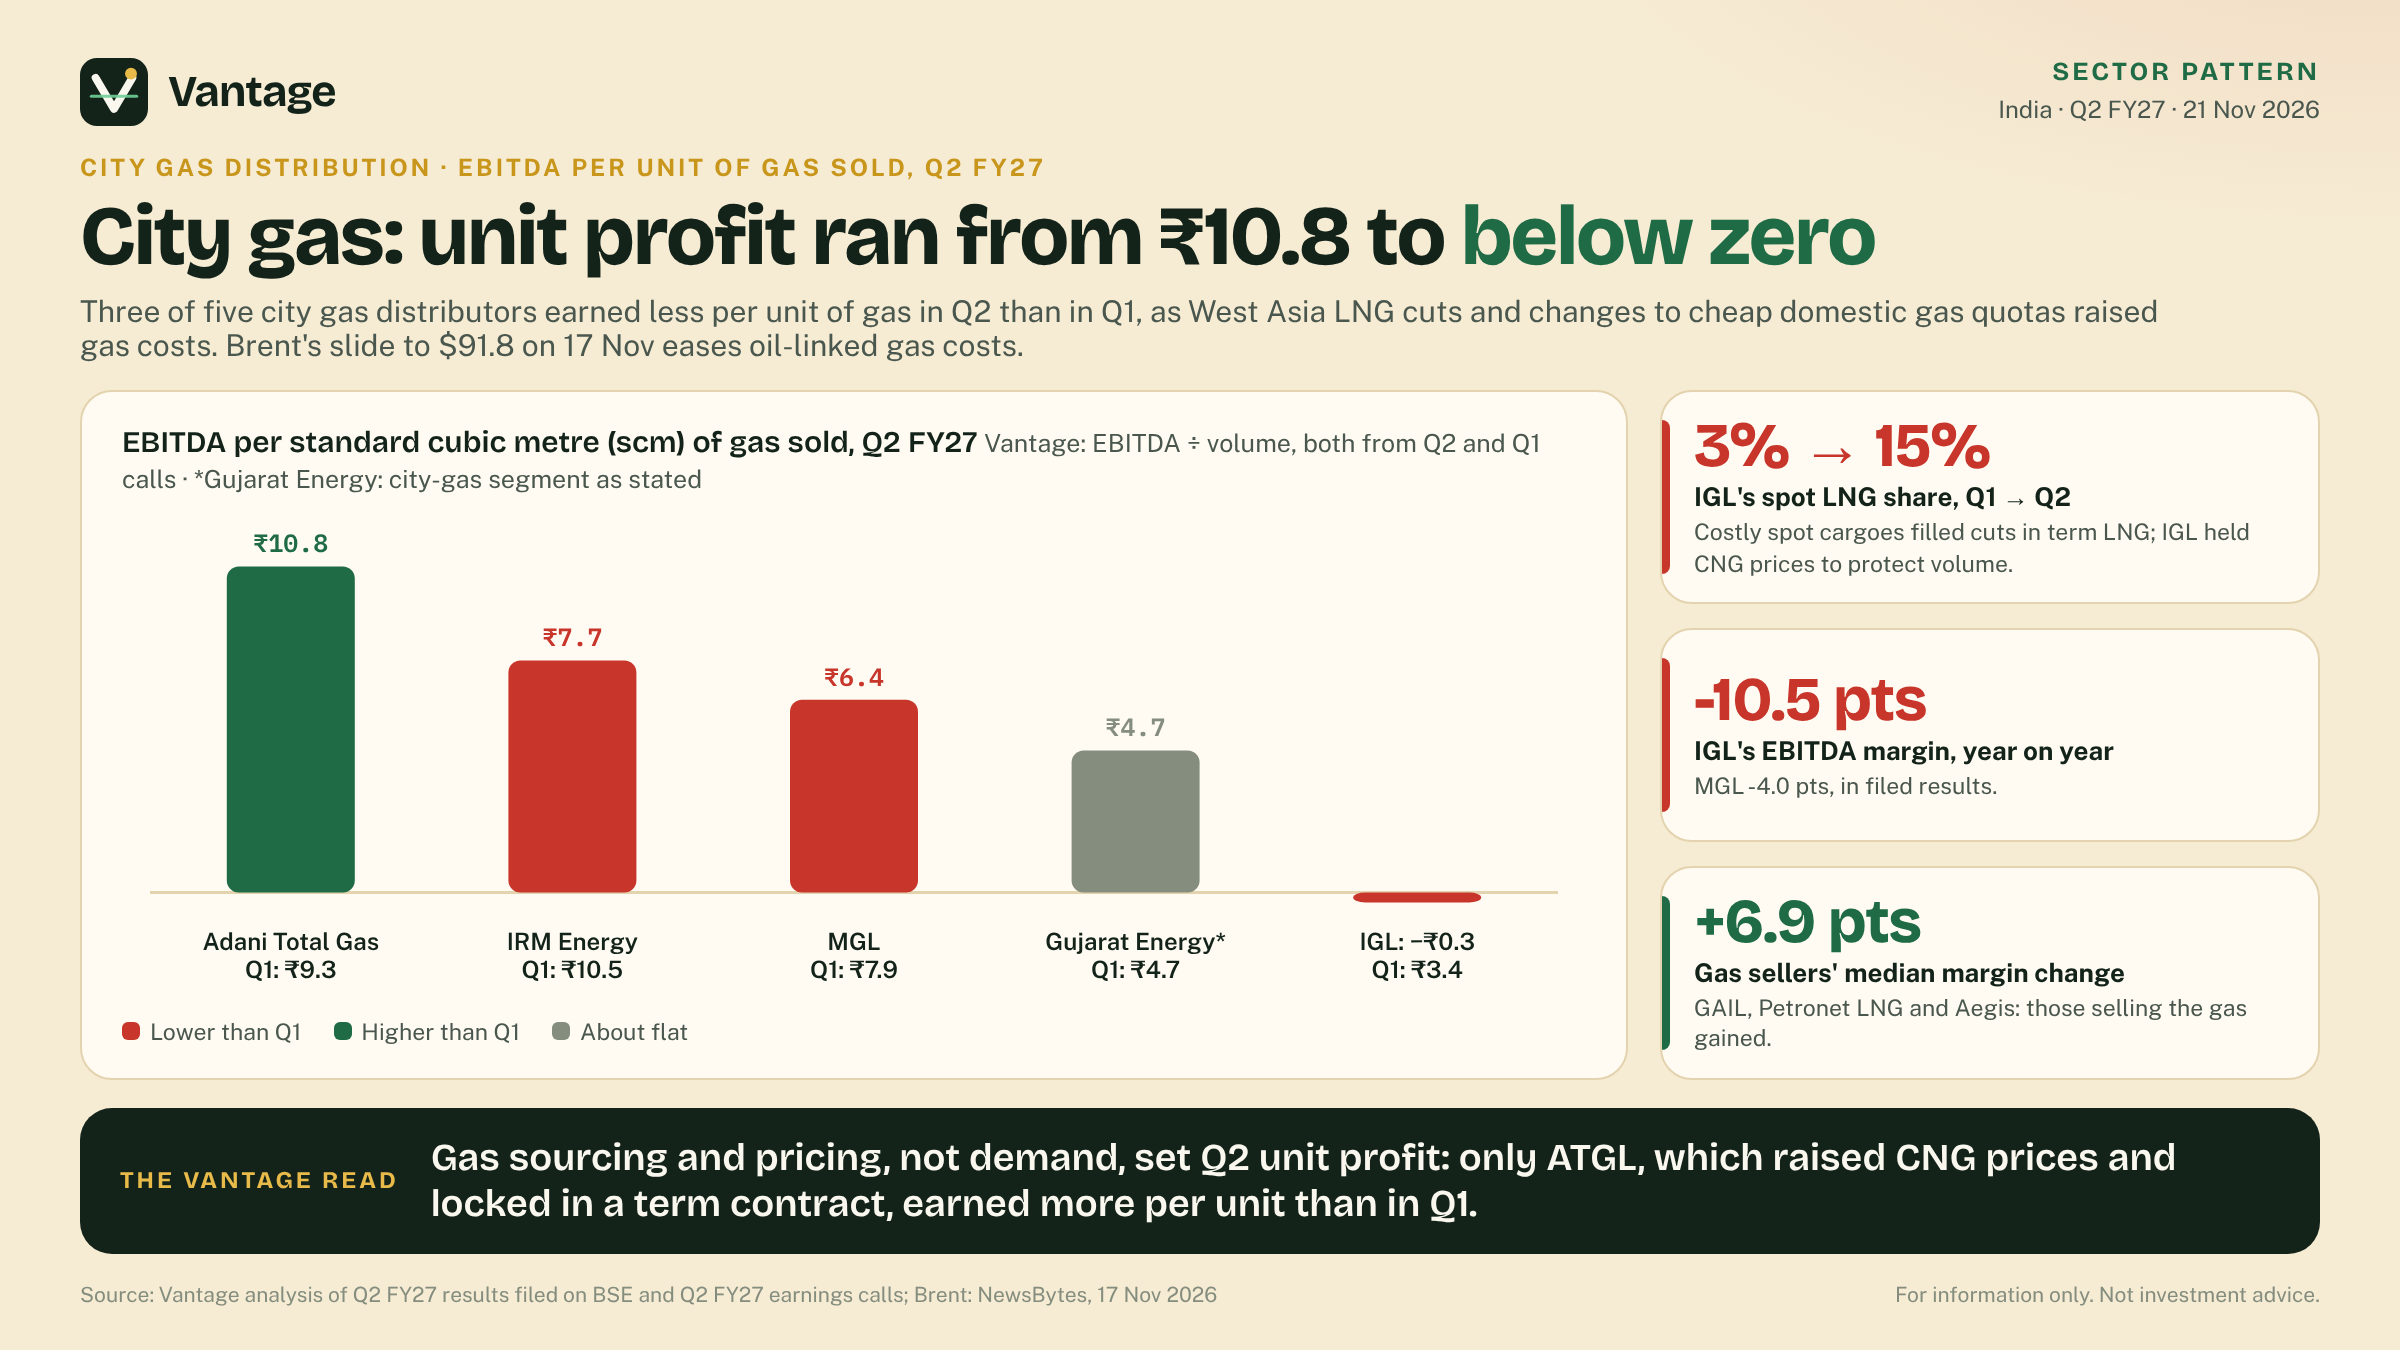 Vantage
SECTOR PATTERN
India · Q2 FY27 · 21 Nov 2026
CITY GAS DISTRIBUTION · EBITDA PER UNIT OF GAS SOLD, Q2 FY27
City gas: unit profit ran from ₹10.8 to below zero
Three of five city gas distributors earned less per unit of gas in Q2 than in Q1, as West Asia LNG cuts and changes to cheap domestic gas quotas raised
gas costs. Brent's slide to $91.8 on 17 Nov eases oil-linked gas costs.
EBITDA per standard cubic metre (scm) of gas sold, Q2 FY27 Vantage: EBITDA ÷ volume, both from Q2 and Q1
calls · *Gujarat Energy: city-gas segment as stated
₹10.8
₹7.7
₹6.4
₹4.7
Adani Total Gas
Q1: ₹9.3
IRM Energy
Q1: ₹10.5
MGL
Q1: ₹7.9
Gujarat Energy*
Q1: ₹4.7
IGL: −₹0.3
Q1: ₹3.4
Lower than Q1
Higher than Q1
About flat
3% → 15%
IGL's spot LNG share, Q1 → Q2
Costly spot cargoes filled cuts in term LNG; IGL held
CNG prices to protect volume.
-10.5 pts
IGL's EBITDA margin, year on year
MGL -4.0 pts, in filed results.
+6.9 pts
Gas sellers' median margin change
GAIL, Petronet LNG and Aegis: those selling the gas
gained.
THE VANTAGE READ
Gas sourcing and pricing, not demand, set Q2 unit profit: only ATGL, which raised CNG prices and
locked in a term contract, earned more per unit than in Q1.
Source: Vantage analysis of Q2 FY27 results filed on BSE and Q2 FY27 earnings calls; Brent: NewsBytes, 17 Nov 2026
For information only. Not investment advice.